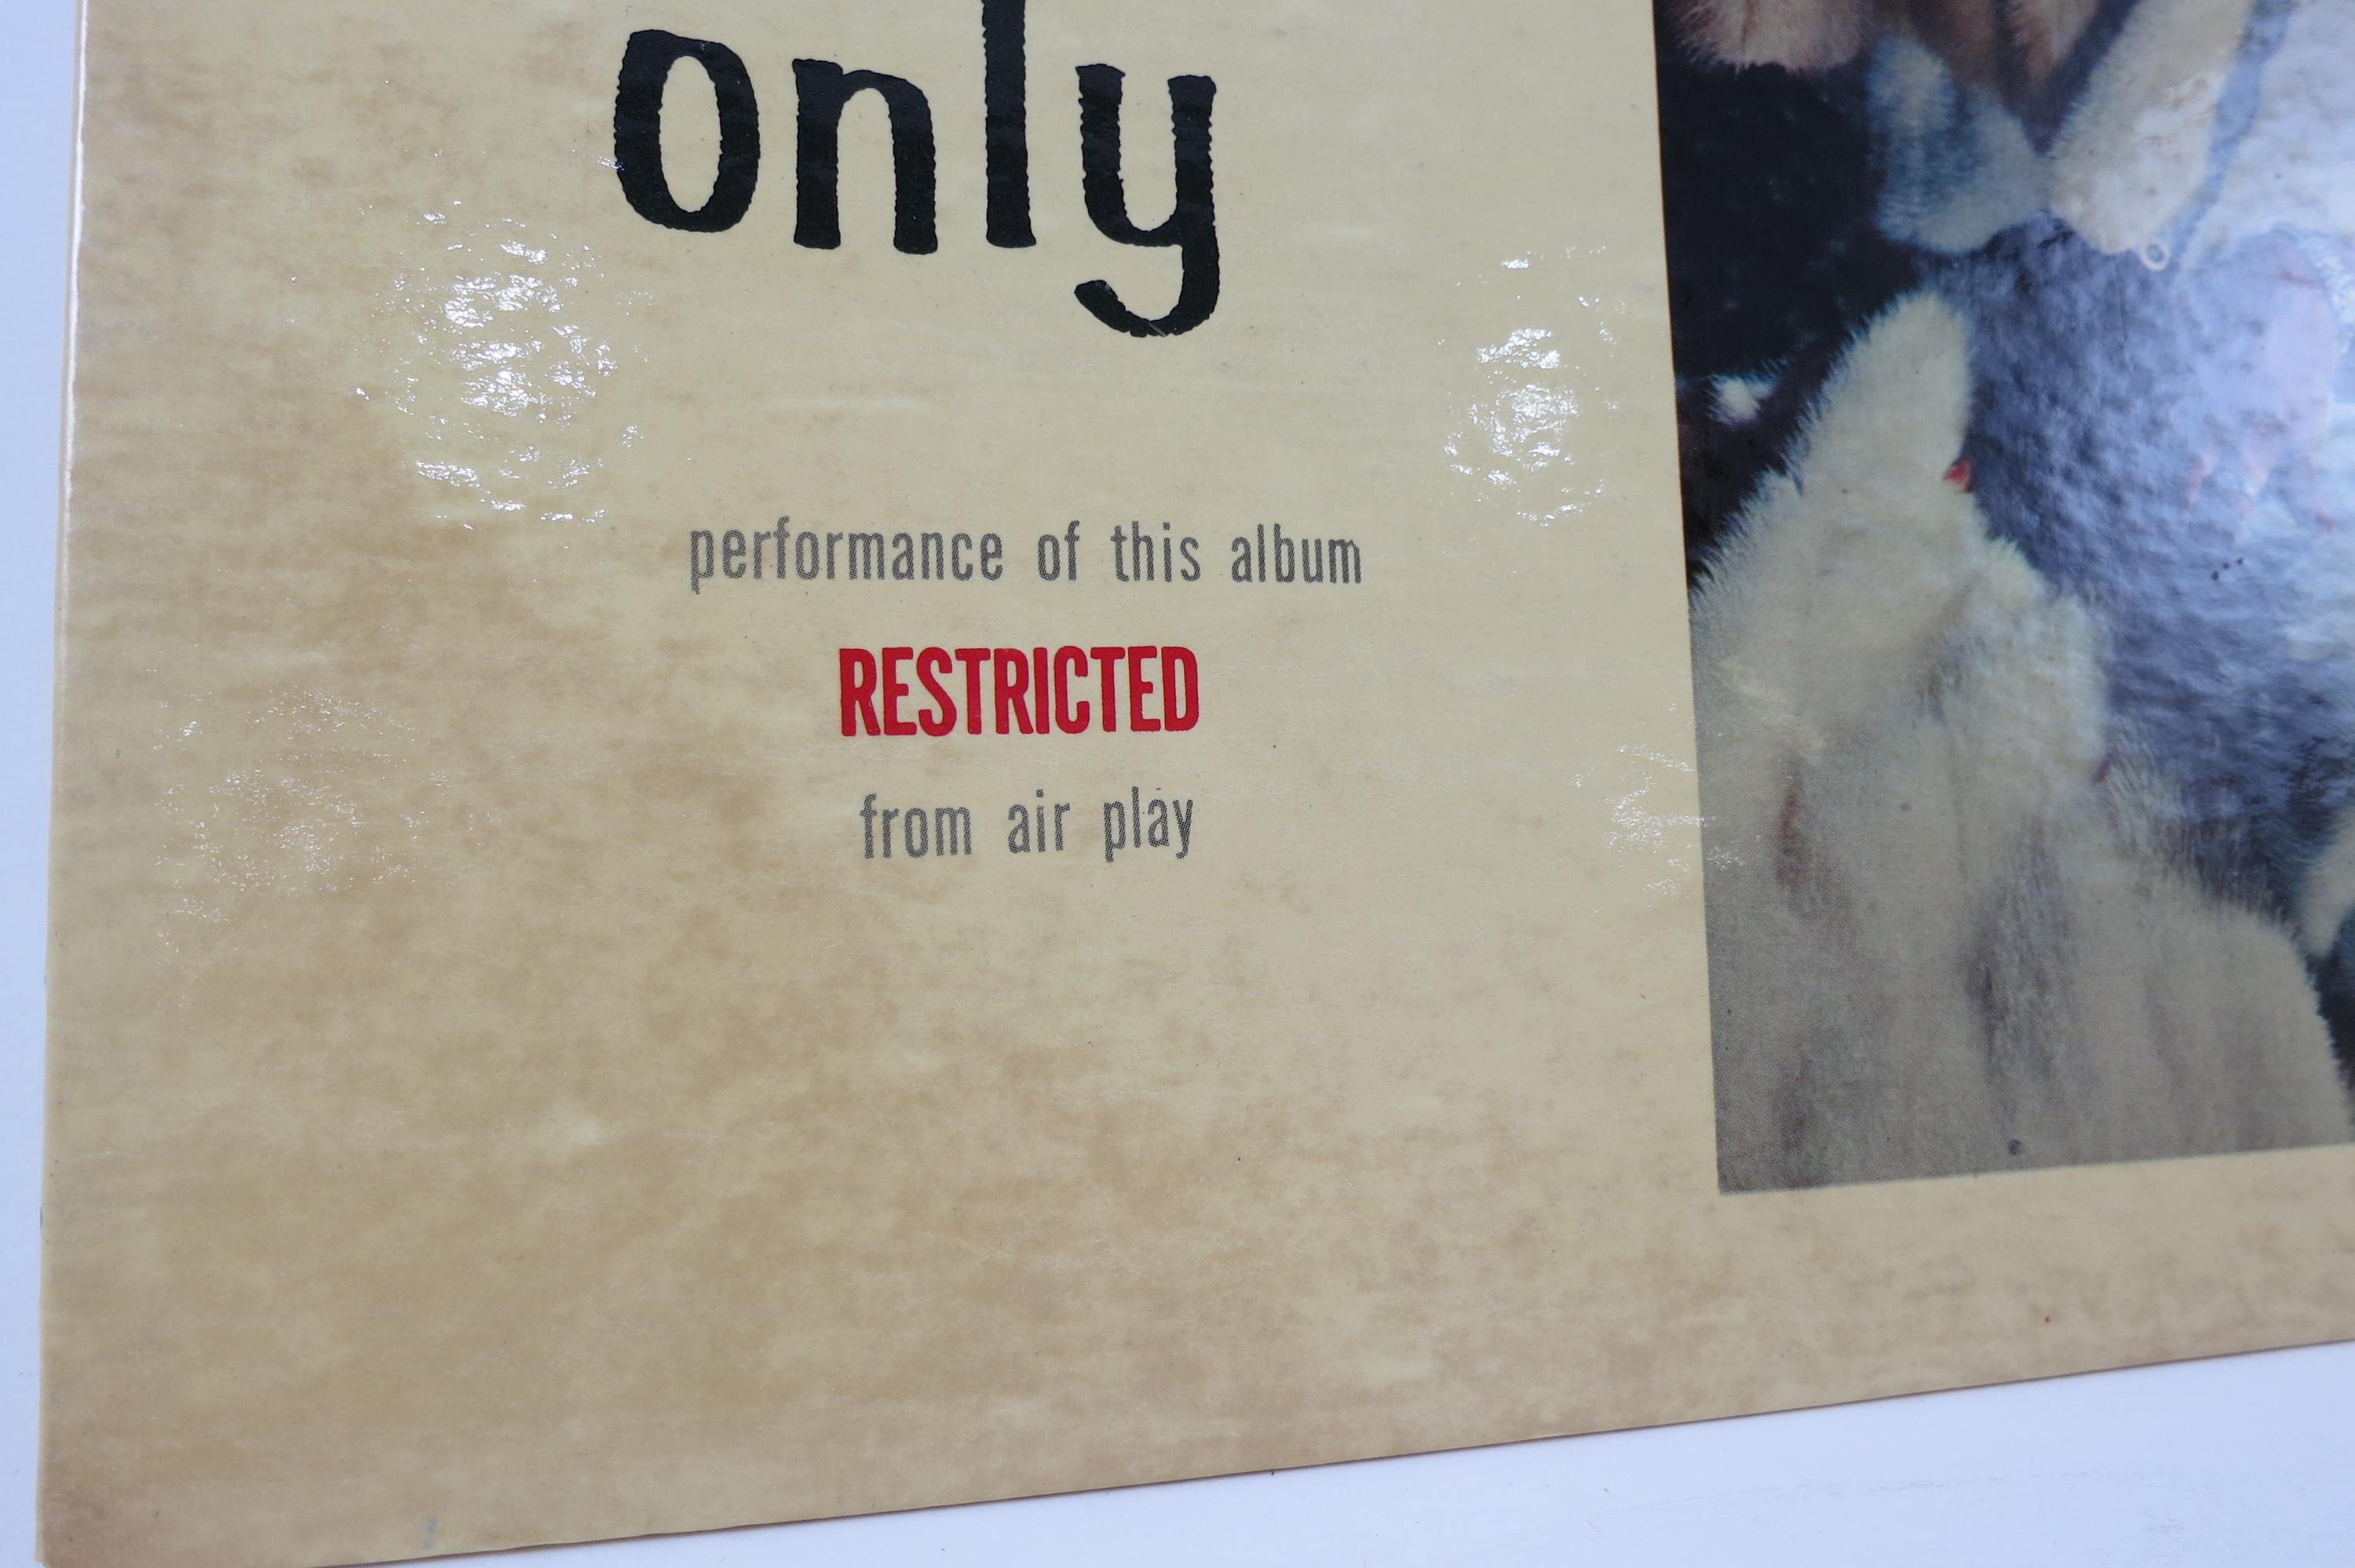 only
performance of this album
RESTRICTED
from air play